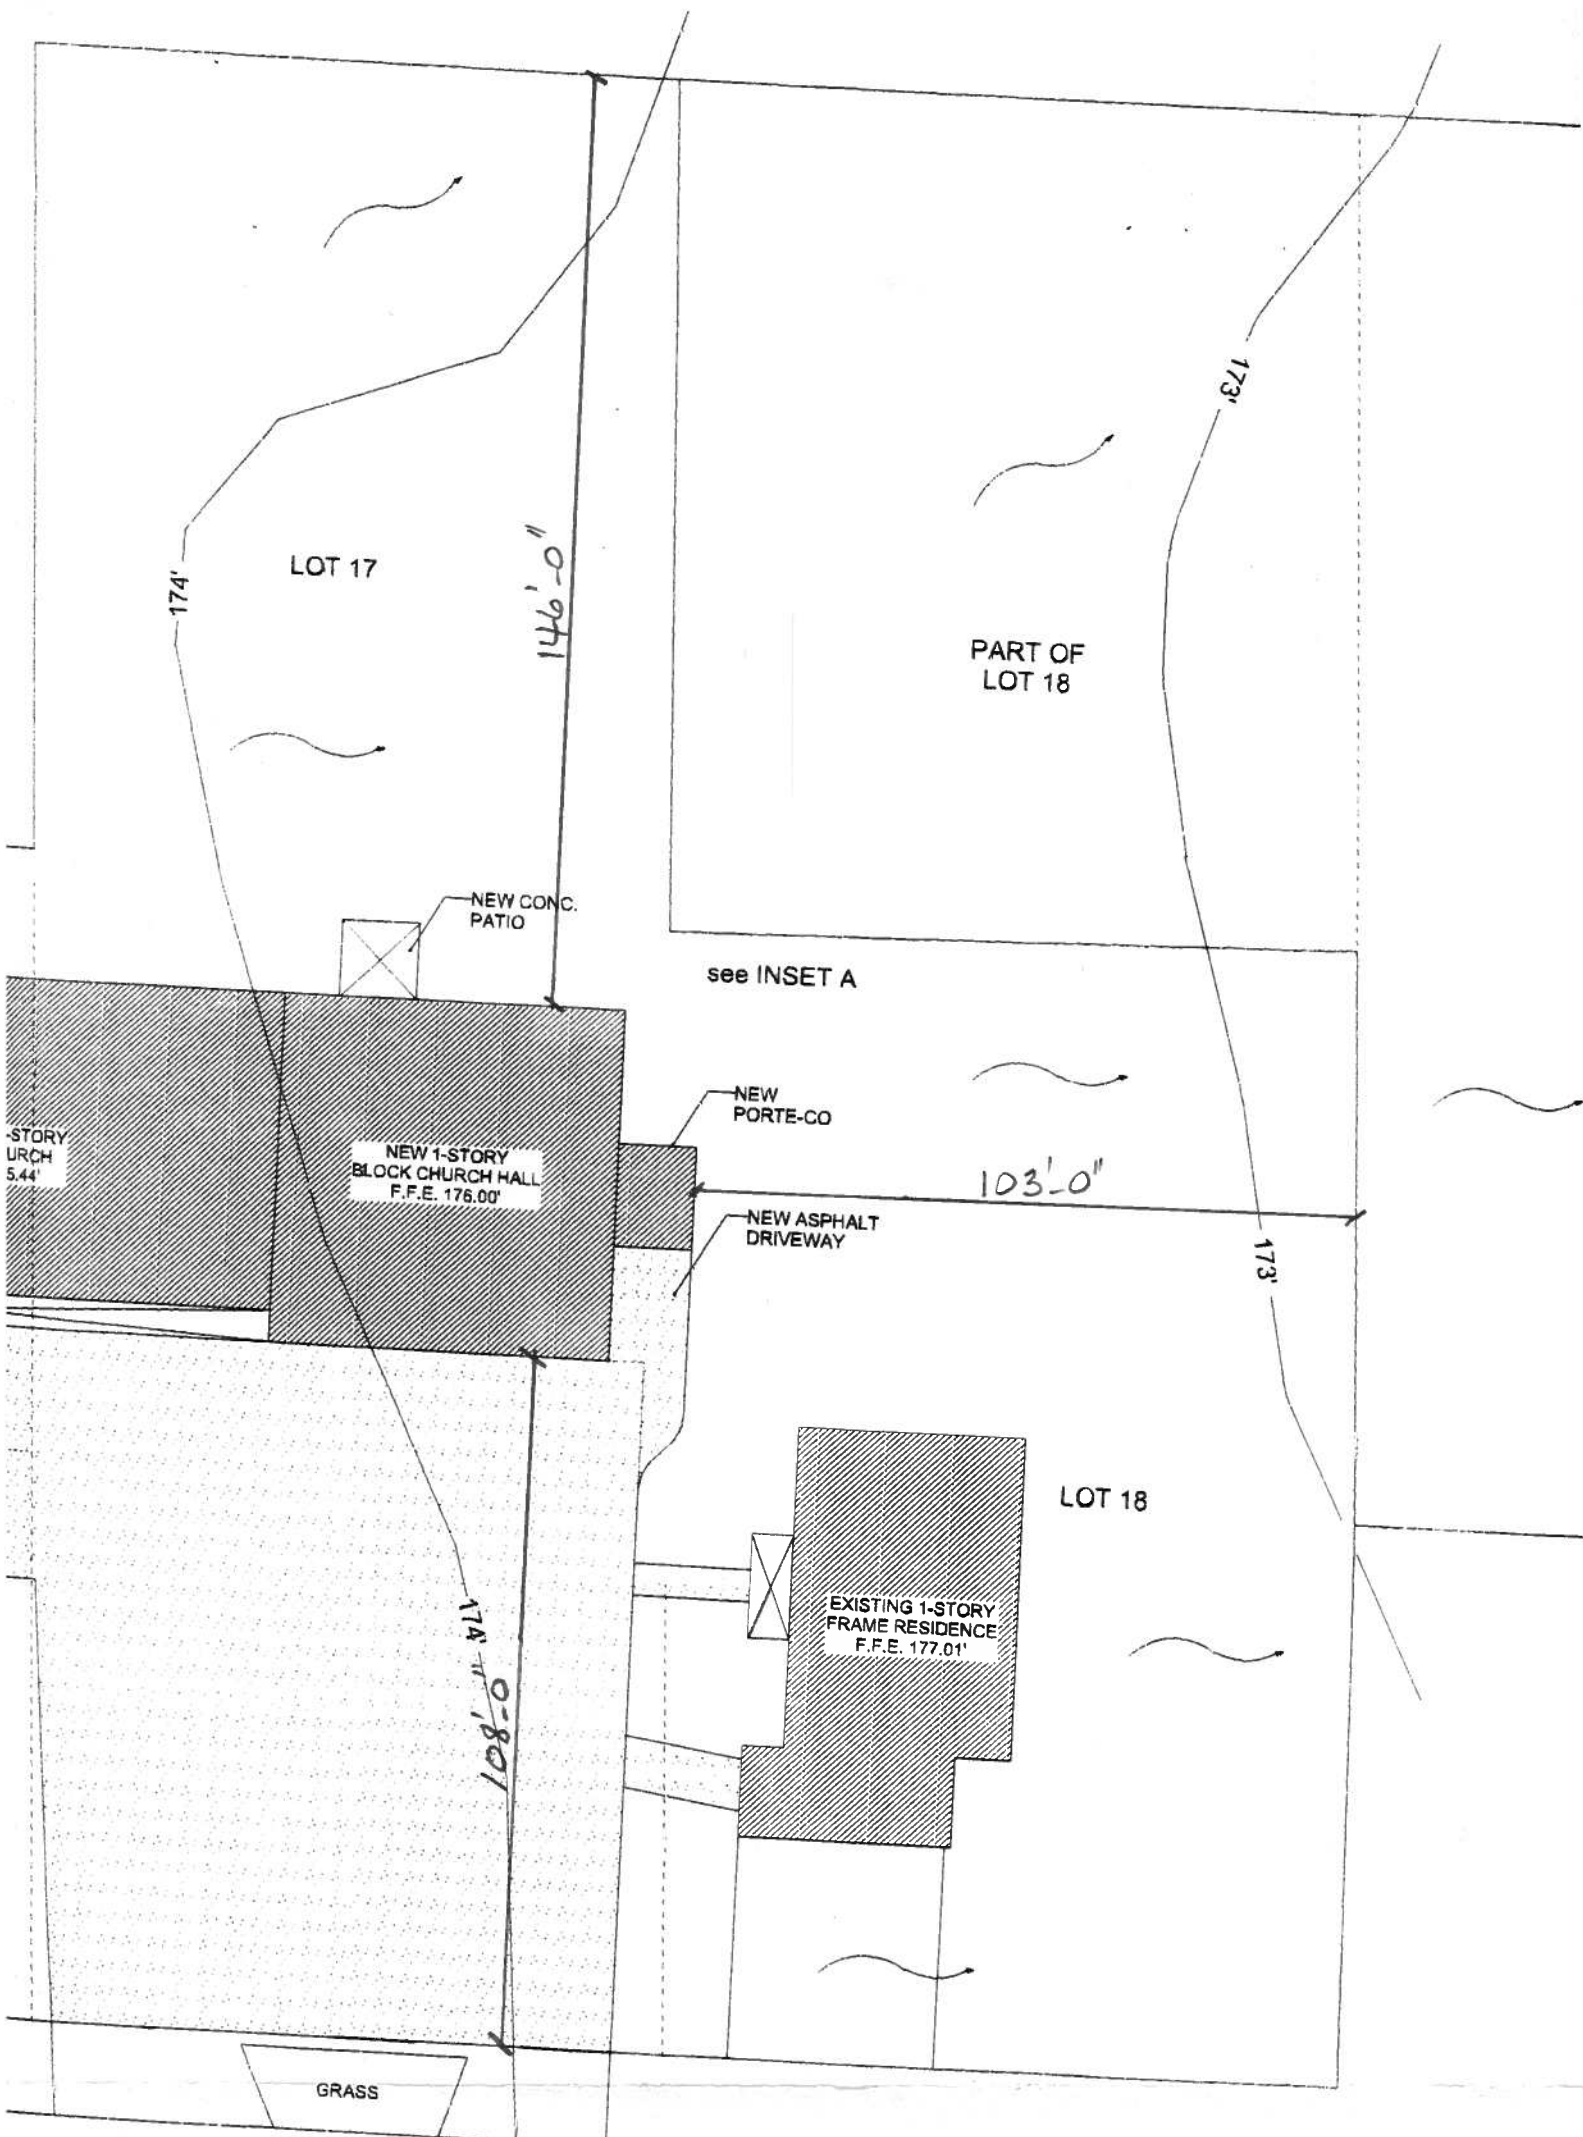 173'
174'
LOT 17
146'-0"
PART OF
LOT 18
NEW CONC.
PATIO
see INSET A
NEW
PORTE-CO
-STORY
URCH
5.44'
NEW 1-STORY
BLOCK CHURCH HALL
F.F.E. 176.00'
103'-0"
NEW ASPHALT
DRIVEWAY
173'
LOT 18
EXISTING 1-STORY
FRAME RESIDENCE
F.F.E. 177.01'
174'
108'-0"
GRASS